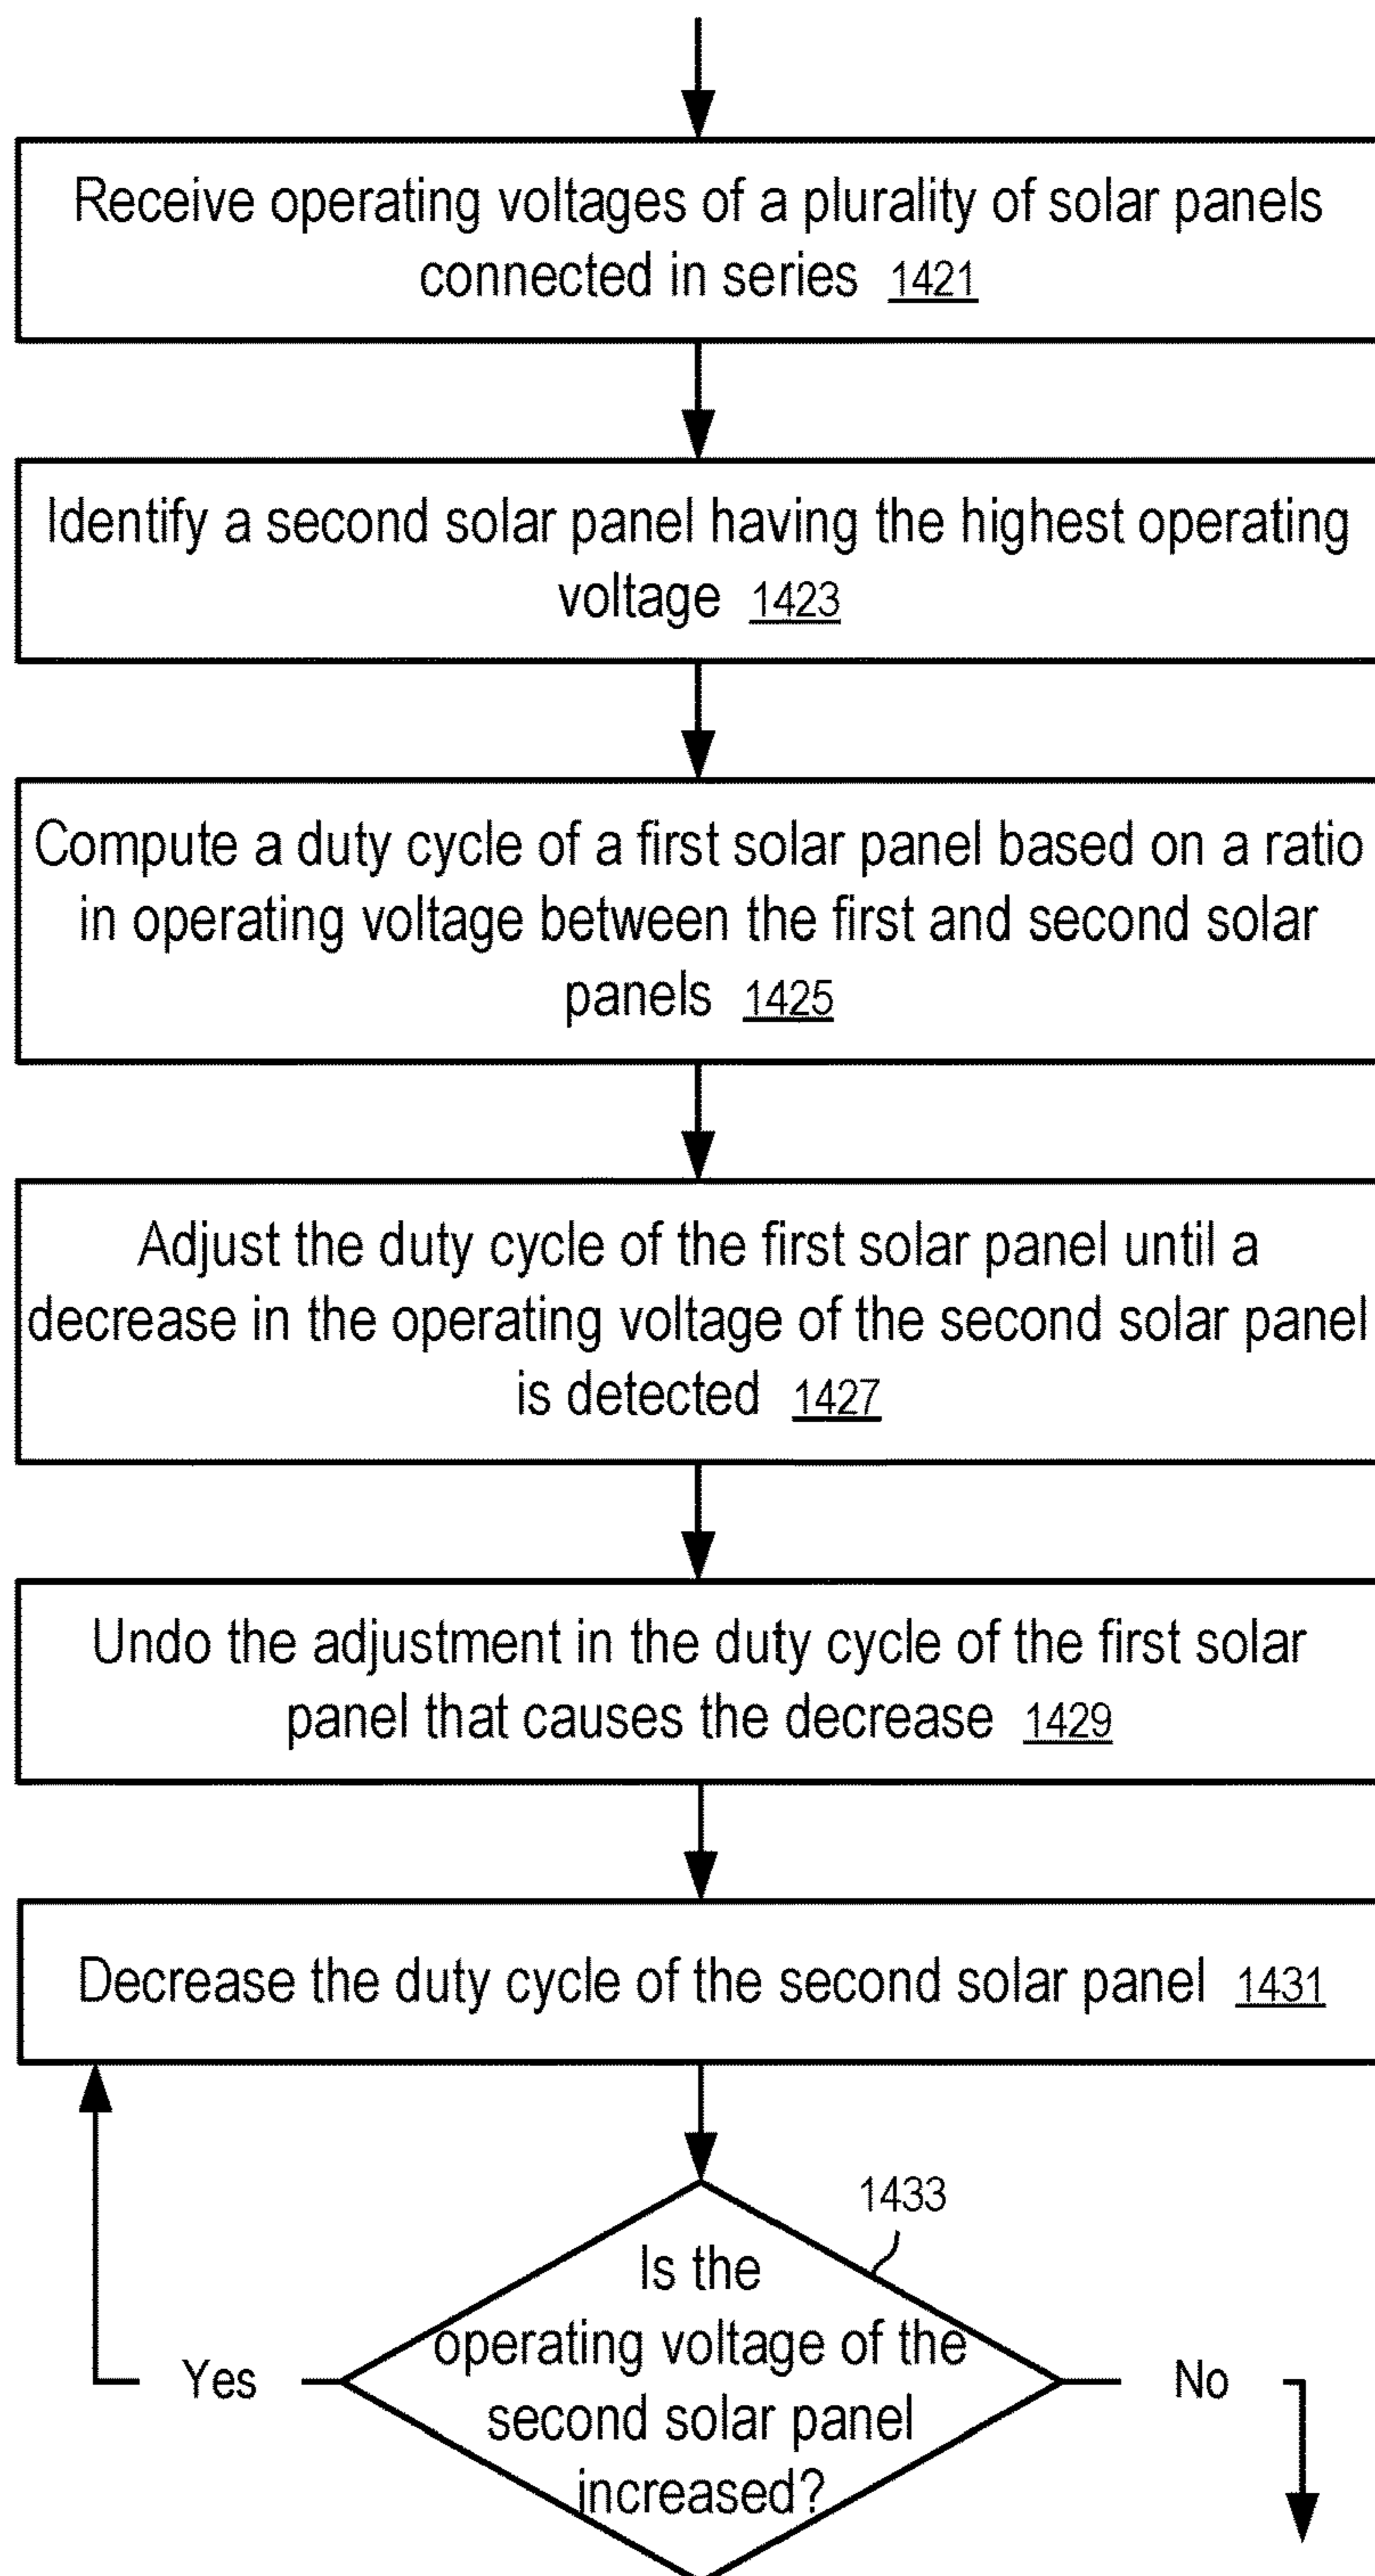 Receive operating voltages of a plurality of solar panels
connected in series 1421
Identify a second solar panel having the highest operating
voltage 1423
Compute a duty cycle of a first solar panel based on a ratio
in operating voltage between the first and second solar
panels 1425
Adjust the duty cycle of the first solar panel until a
decrease in the operating voltage of the second solar panel
is detected 1427
Undo the adjustment in the duty cycle of the first solar
panel that causes the decrease 1429
Decrease the duty cycle of the second solar panel 1431
1433
Is the
operating voltage of the
second solar panel
increased?
Yes
No